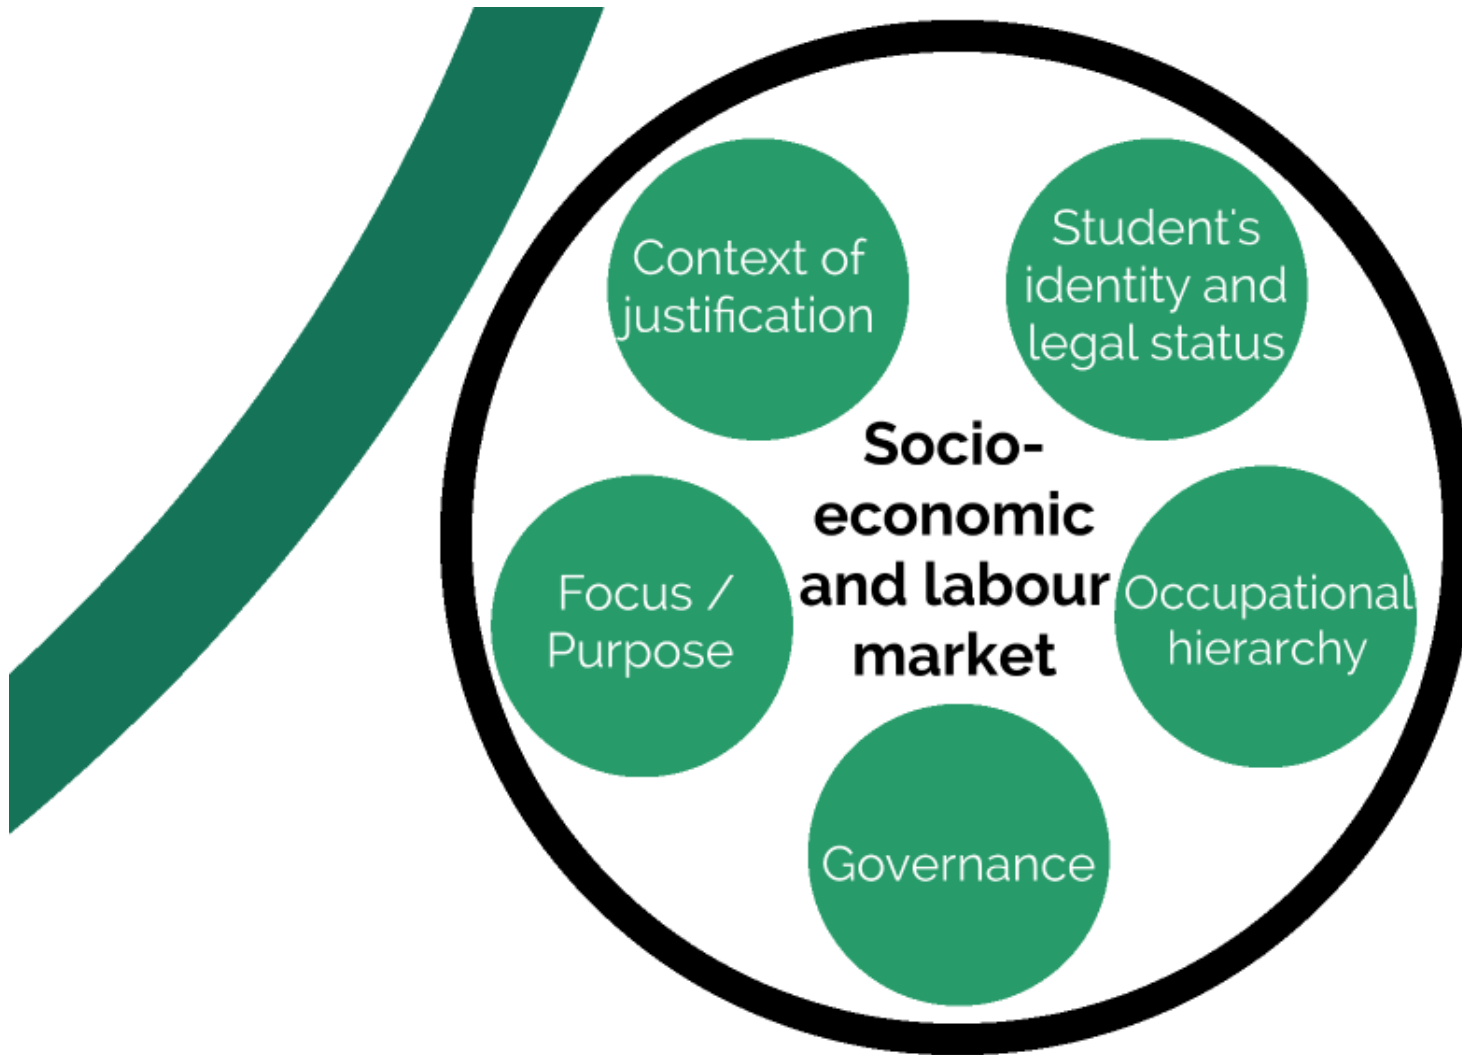 Context of
justification
Student's
identity and
legal status
Socio-
economic
and labour
market
Focus /
Purpose
Occupational
hierarchy
Governance